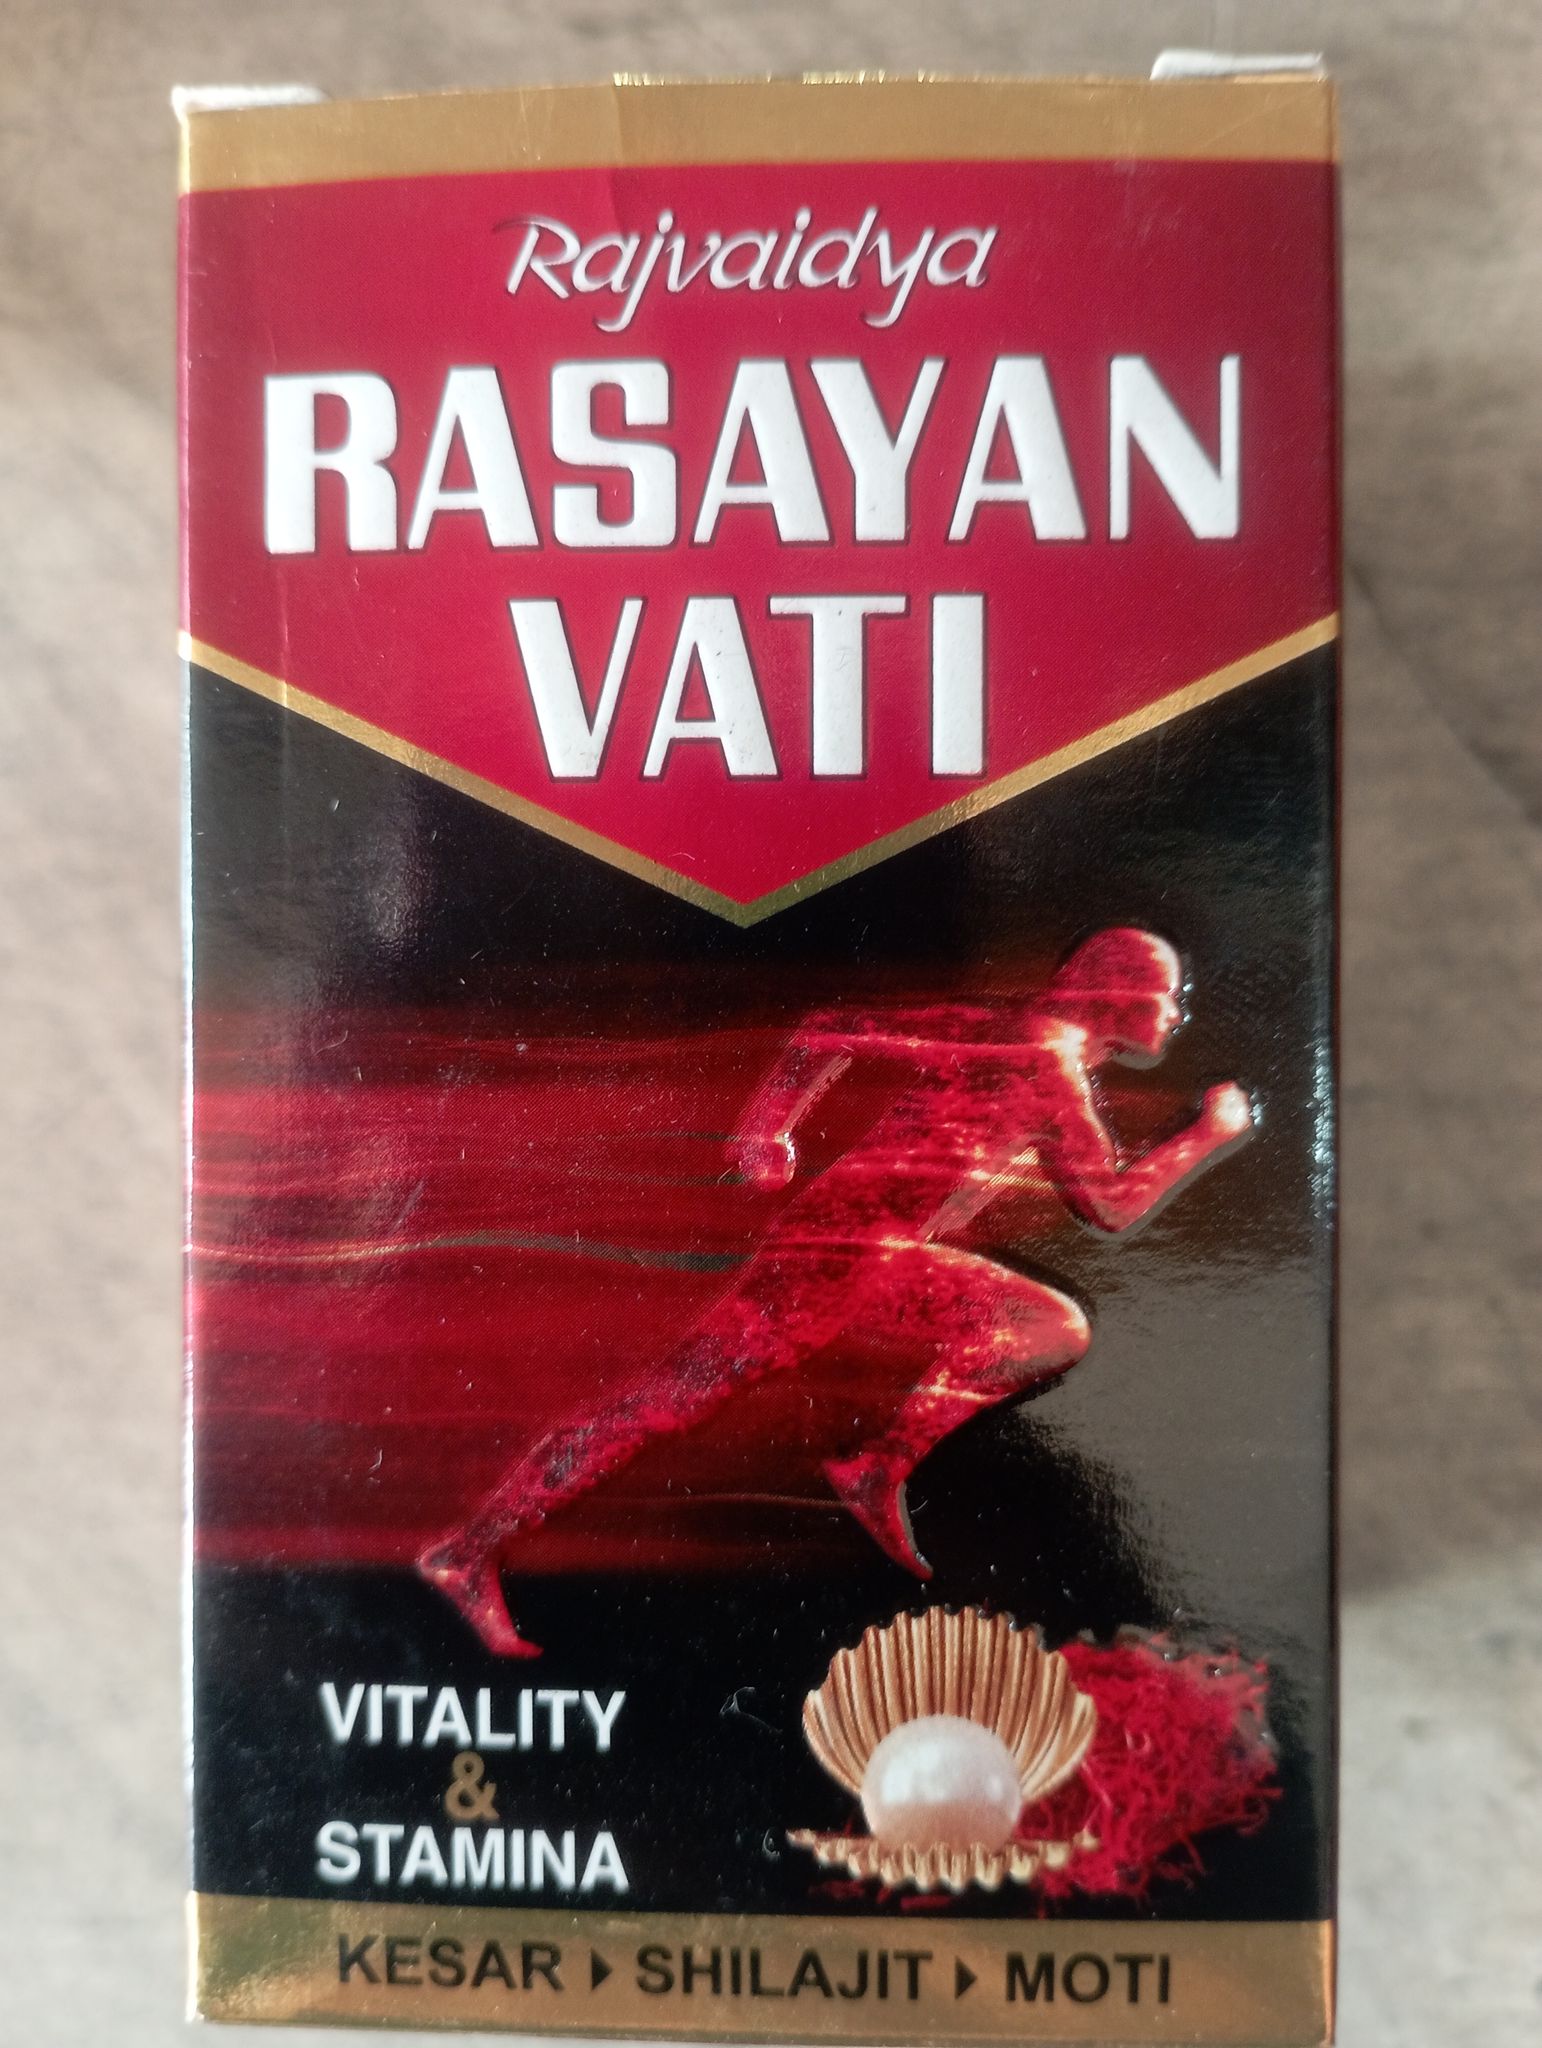 Rajvaidya
RASAYAN
VATI
VITALITY
&
STAMINA
KESAR ▸ SHILAJIT ▸ MOTI